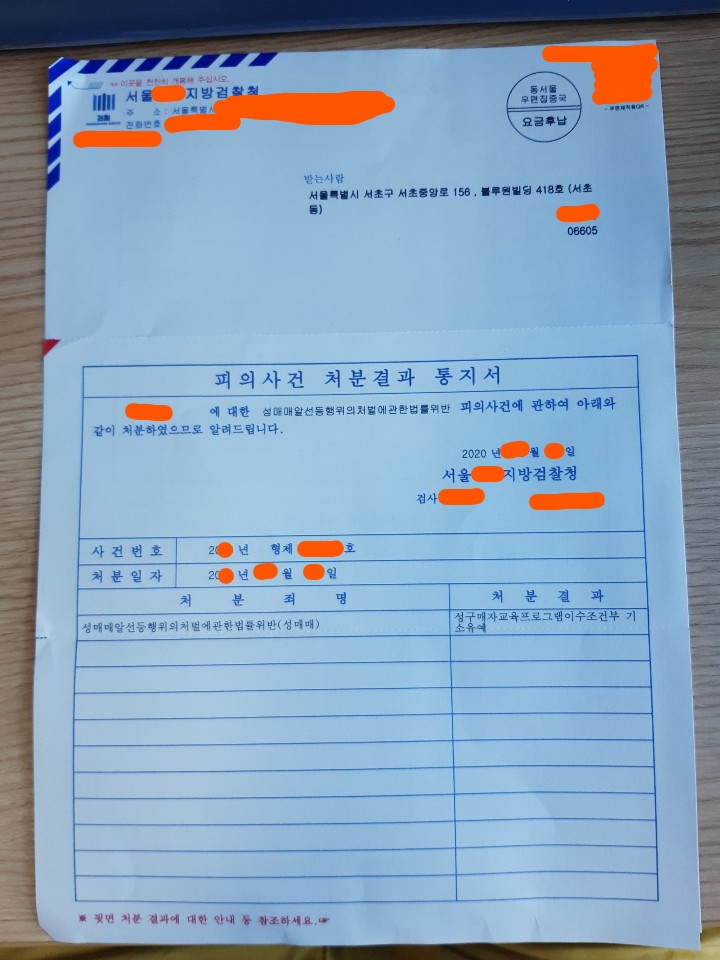 이곳을 천천히 개봉해 주십시오.
서울 지방검찰청
주 소 : 서울특별시
전화번호
검찰
동서울
우편집중국
요금후납
받는사람
서울특별시 서초구 서초중앙로 156 , 블루원빌딩 418호 (서초
동)
06605
피의사건 처분결과 통지서
에 대한 성매매알선등행위의처벌에관한법률위반 피의사건에 관하여 아래와
같이 처분하였으므로 알려드립니다.
2020 년 월 일
서울 지방검찰청
검사
사 건 번 호 20 년 형제 호
처 분 일 자 20 년 월 일
처 분 죄 명 처 분 결 과
성매매알선등행위의처벌에관한법률위반(성매매) 성구매자교육프로그램이수조건부 기
소유예
※ 뒷면 처분 결과에 대한 안내 등 참조하세요.☞